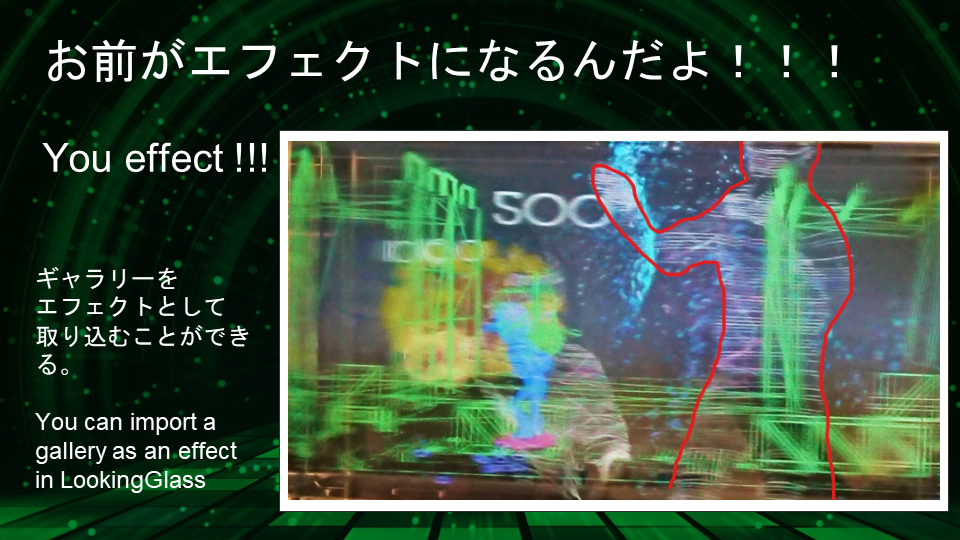 お前がエフェクトになるんだよ！！！
You effect !!!
ギャラリーを
エフェクトとして
取り込むことができ
る。
You can import a
gallery as an effect
in LookingGlass
500
1000